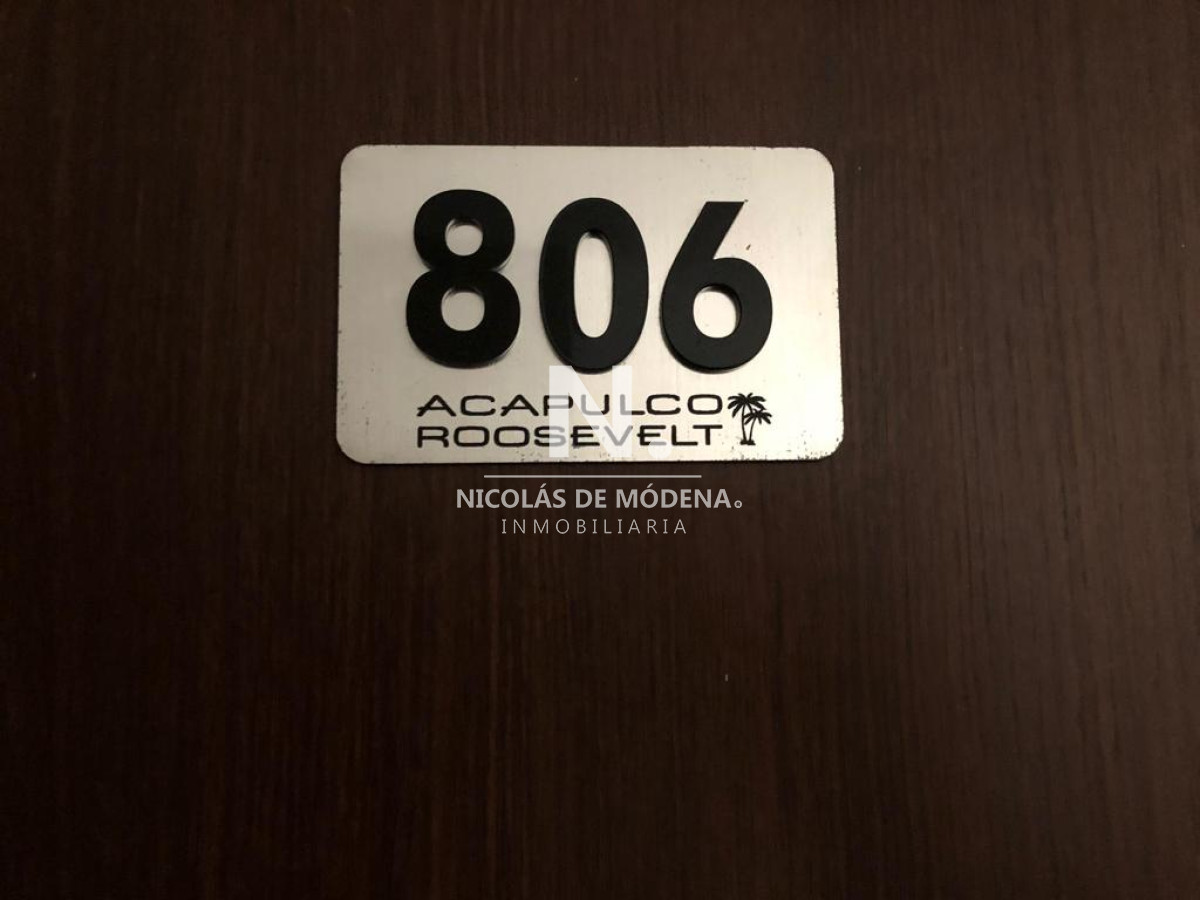 806
ACAPULCO
ROOSEVELT
N.
NICOLÁS DE MÓDENA
INMOBILIARIA